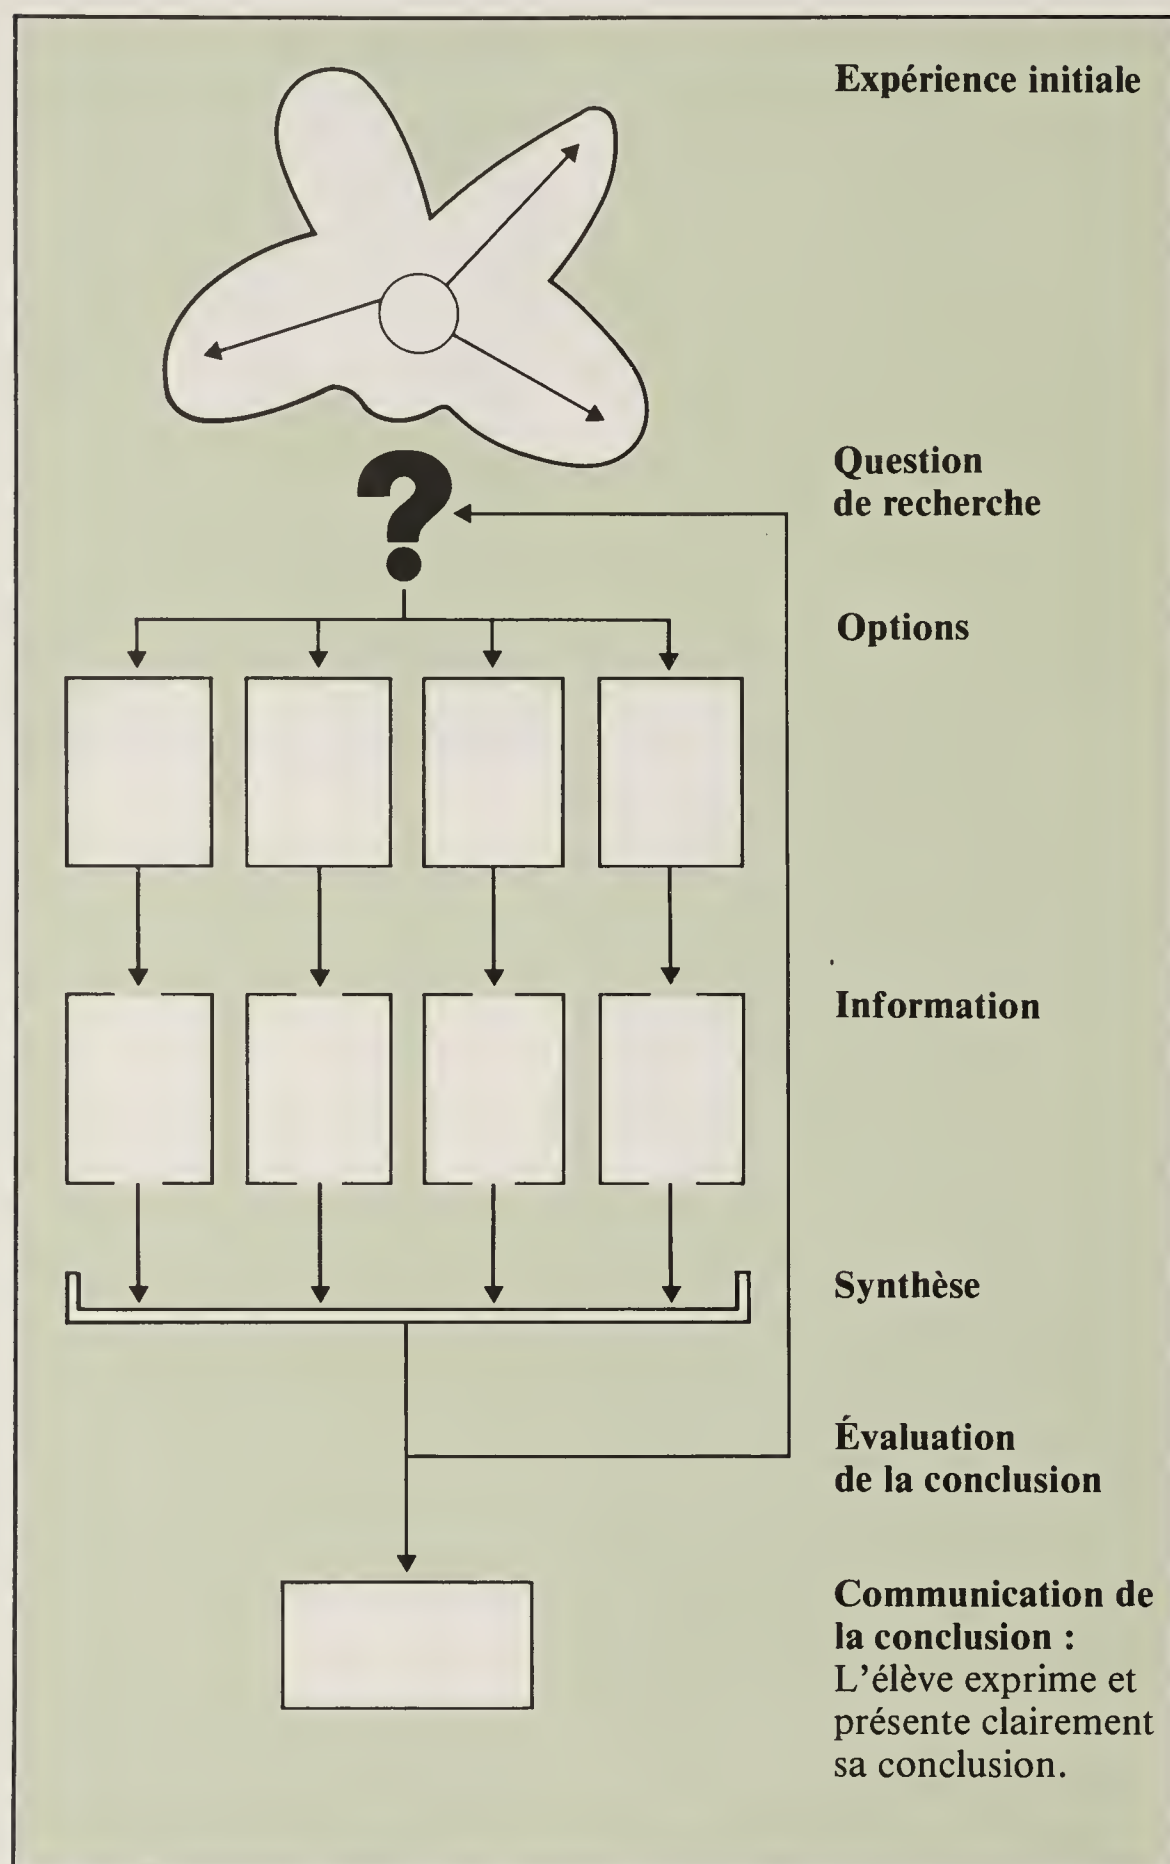 Expérience initiale
?
Question
de recherche
Options
Information
Synthèse
Évaluation
de la conclusion
Communication de
la conclusion :
L'élève exprime et
présente clairement
sa conclusion.